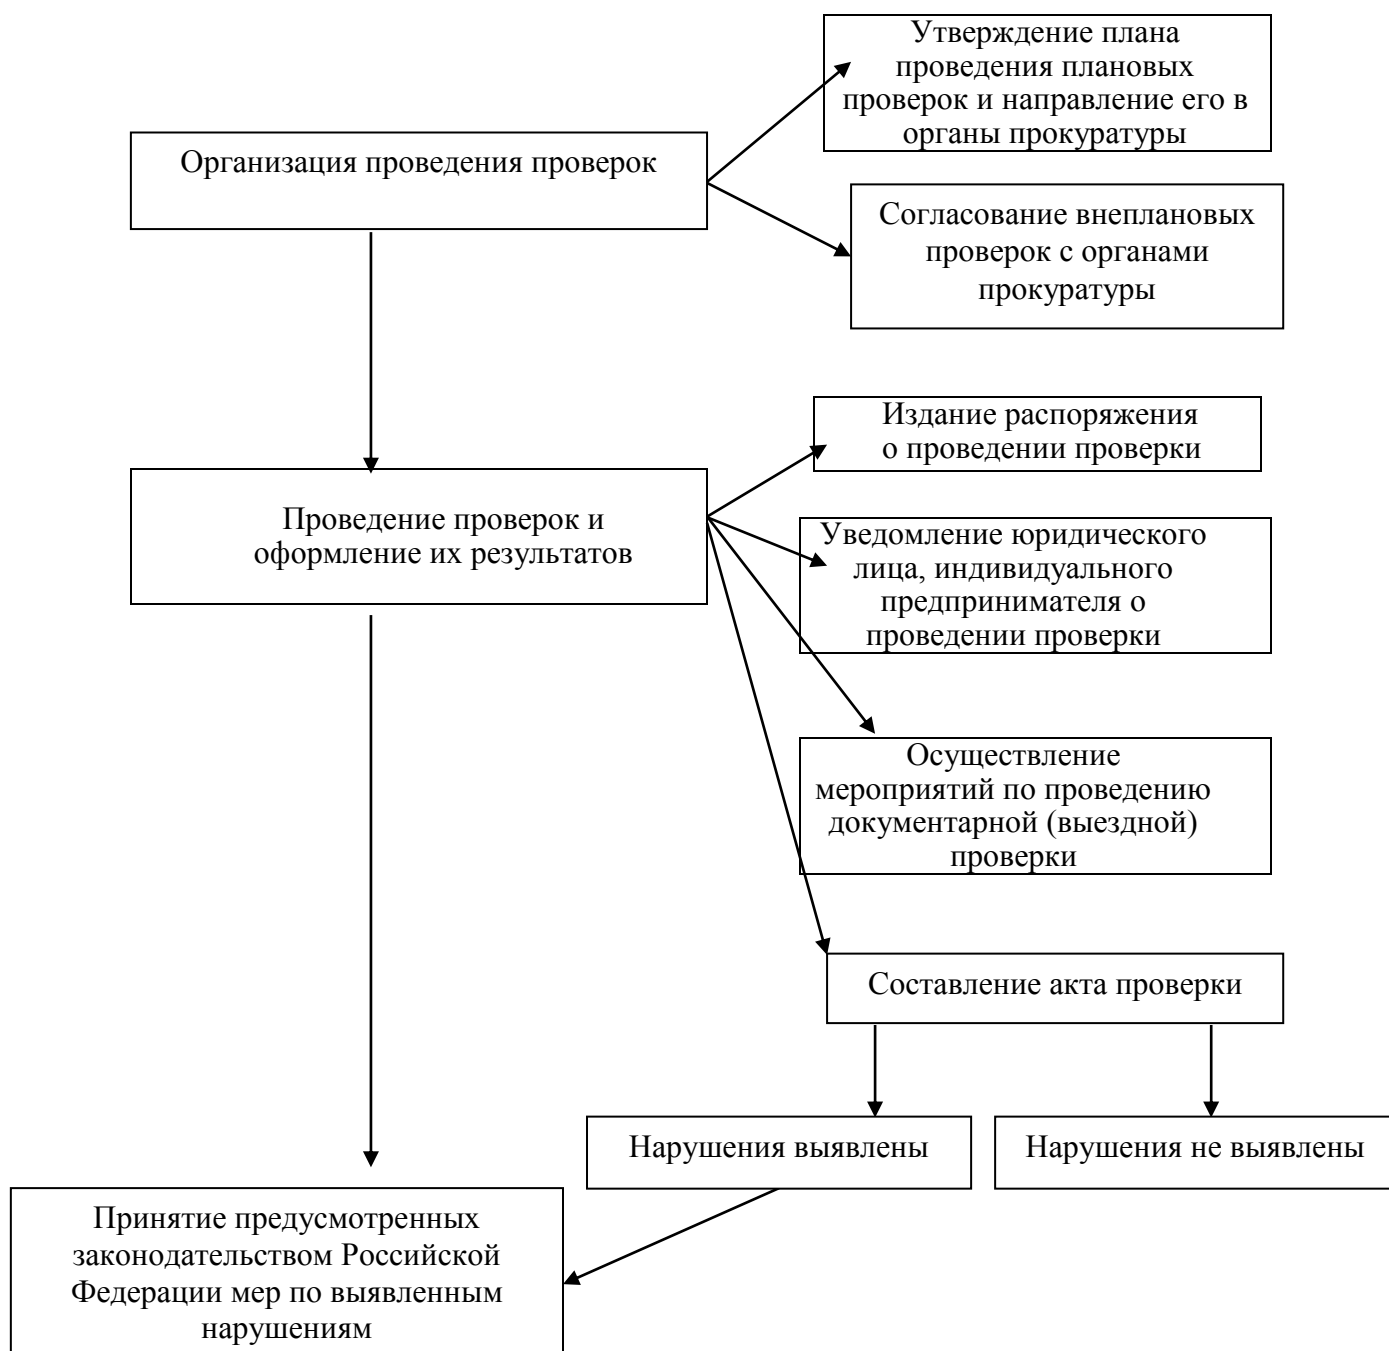 Утверждение плана
проведения плановых
проверок и направление его в
органы прокуратуры
Организация проведения проверок
Согласование внеплановых
проверок с органами
прокуратуры
Издание распоряжения
о проведении проверки
Проведение проверок и
оформление их результатов
Уведомление юридического
лица, индивидуального
предпринимателя о
проведении проверки
Осуществление
мероприятий по проведению
документарной (выездной)
проверки
Составление акта проверки
Нарушения выявлены
Нарушения не выявлены
Принятие предусмотренных
законодательством Российской
Федерации мер по выявленным
нарушениям